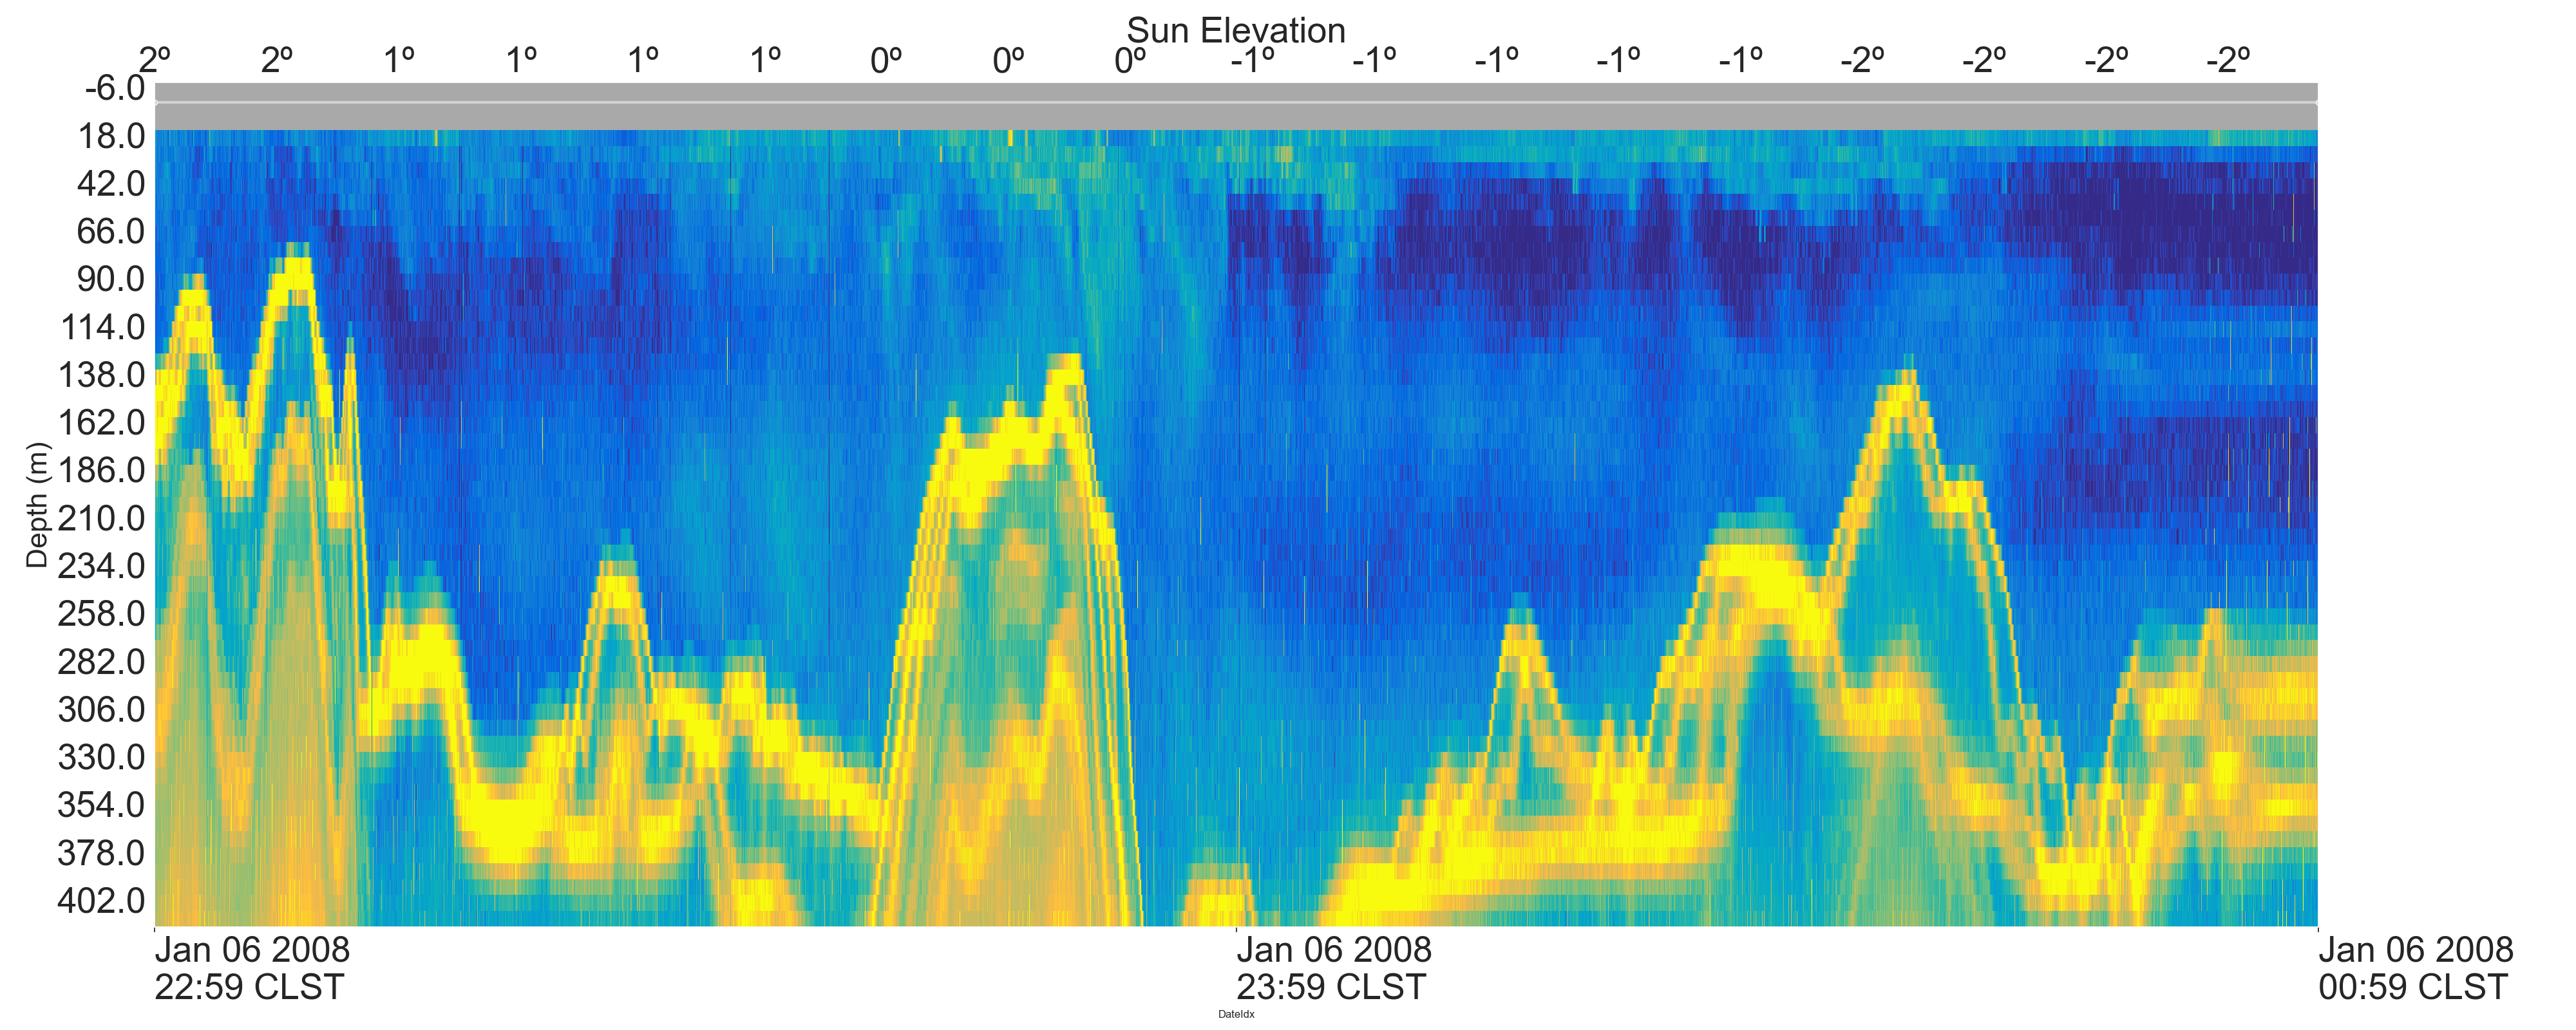 Sun Elevation
2º 2º 1º 1º 1º 1º 0º 0º 0º -1º -1º -1º -1º -1º -2º -2º -2º -2º
-6.0
18.0
42.0
66.0
90.0
114.0
138.0
162.0
186.0
210.0
234.0
258.0
282.0
306.0
330.0
354.0
378.0
402.0
Depth (m)
Jan 06 2008
22:59 CLST
Jan 06 2008
23:59 CLST
Jan 06 2008
00:59 CLST
DateIdx